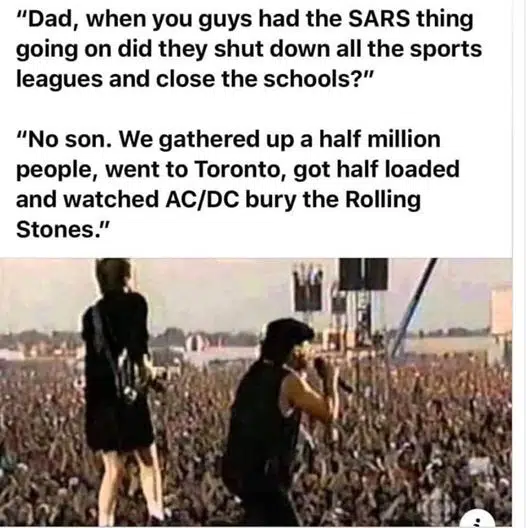 “Dad, when you guys had the SARS thing
going on did they shut down all the sports
leagues and close the schools?”
“No son. We gathered up a half million
people, went to Toronto, got half loaded
and watched AC/DC bury the Rolling
Stones.”